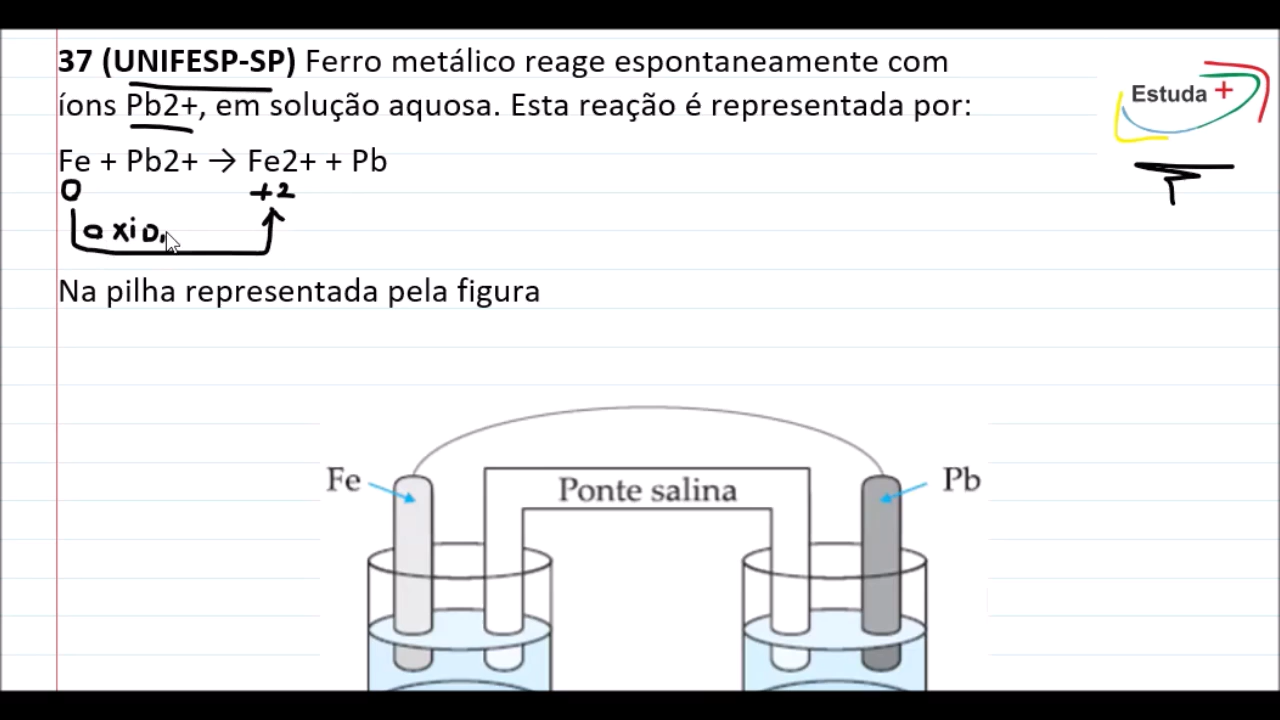 37 (UNIFESP-SP) Ferro metálico reage espontaneamente com
íons Pb2+, em solução aquosa. Esta reação é representada por:
Estuda +
Fe + Pb2+ → Fe2+ + Pb
0 +2
oxiD.
Na pilha representada pela figura
Fe
Ponte salina
Pb